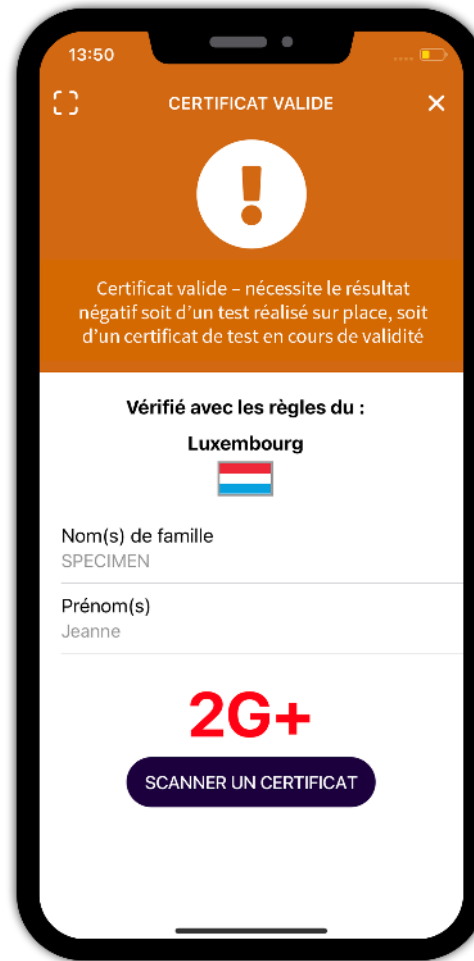 13:50
CERTIFICAT VALIDE
Certificat valide – nécessite le résultat
négatif soit d'un test réalisé sur place, soit
d'un certificat de test en cours de validité
Vérifié avec les règles du :
Luxembourg
Nom(s) de famille
SPECIMEN
Prénom(s)
Jeanne
2G+
SCANNER UN CERTIFICAT